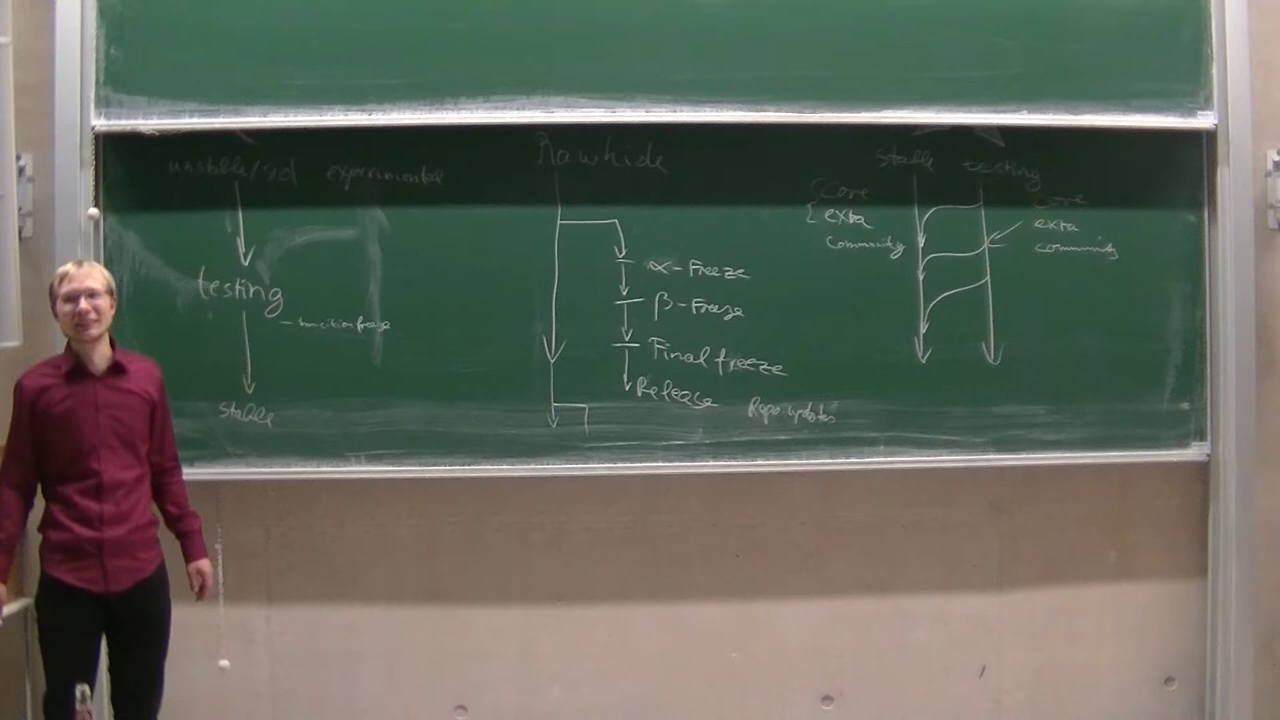 unstable/sid experimental
testing
- transition freeze
stable
Rawhide
α-Freeze
β-Freeze
Final freeze
Release
Repo updates
stable testing
core
extra
community
core
extra
community